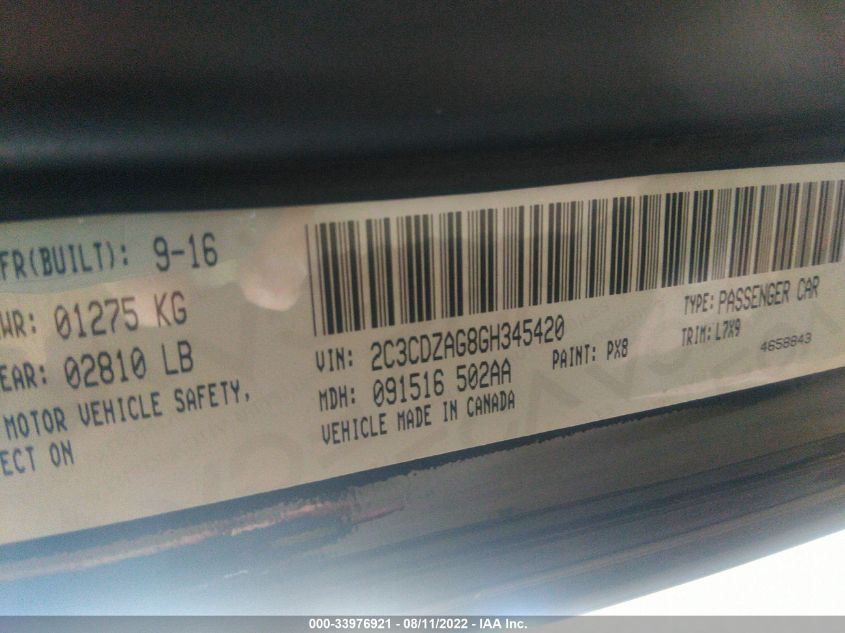 FR(BUILT): 9-16
WR: 01275 KG
EAR: 02810 LB
MOTOR VEHICLE SAFETY,
ECT ON
VIN: 2C3CDZAG8GH345420
TYPE: PASSENGER CAR
MDH: 091516 502AA
PAINT: PX8
TRIM: L7X9
VEHICLE MADE IN CANADA
4658843
000-33976921 - 08/11/2022 - IAA Inc.